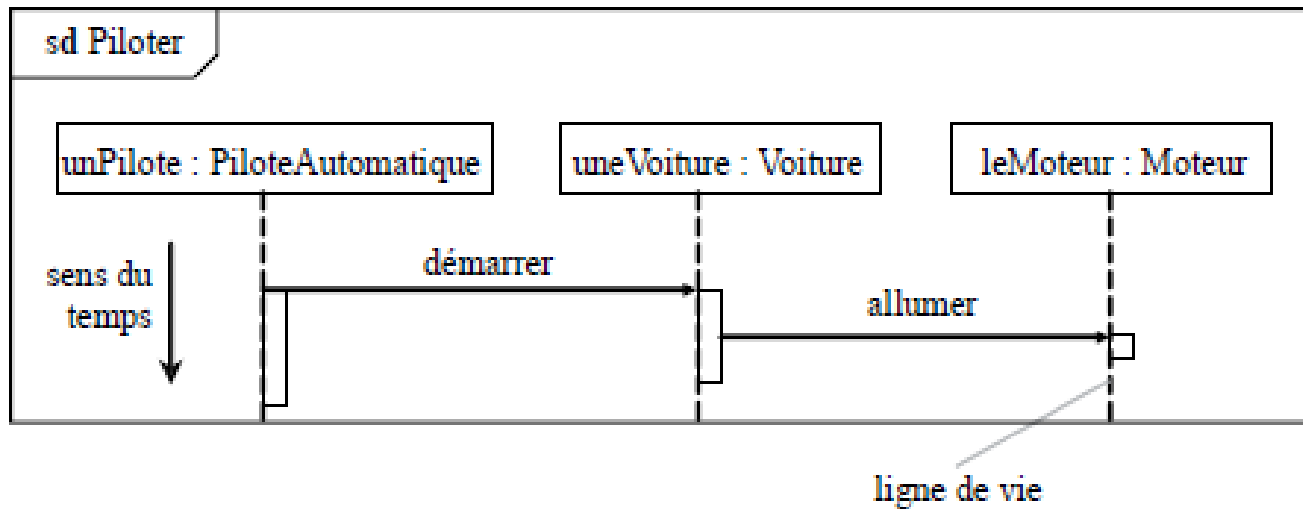 sd Piloter
unPilote : PiloteAutomatique
uneVoiture : Voiture
leMoteur : Moteur
sens du
temps
démarrer
allumer
ligne de vie